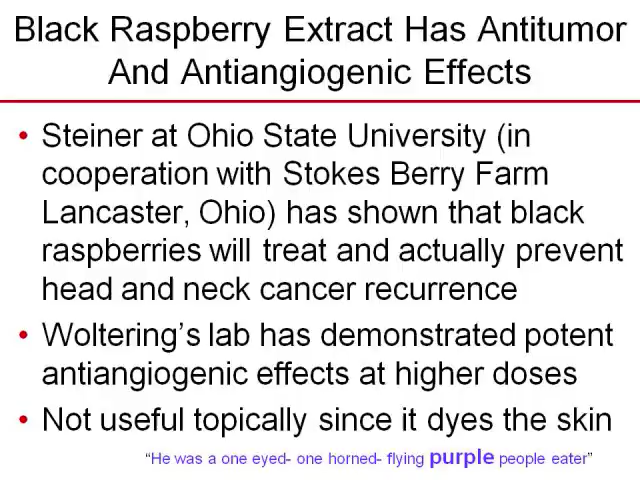 Black Raspberry Extract Has Antitumor
And Antiangiogenic Effects
• Steiner at Ohio State University (in
cooperation with Stokes Berry Farm
Lancaster, Ohio) has shown that black
raspberries will treat and actually prevent
head and neck cancer recurrence
• Woltering's lab has demonstrated potent
antiangiogenic effects at higher doses
• Not useful topically since it dyes the skin
“He was a one eyed- one horned- flying purple people eater”